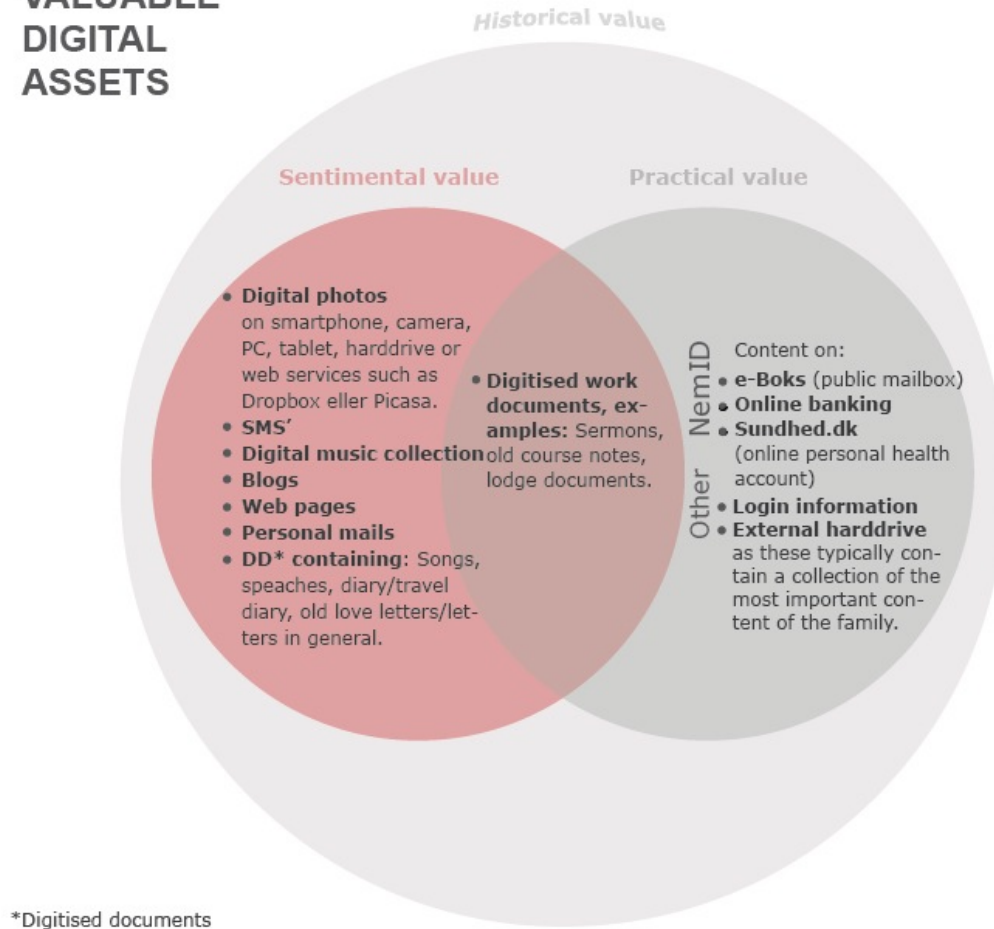 VALUABLE
DIGITAL
ASSETS
Historical value
Sentimental value
Practical value
• Digital photos
on smartphone, camera,
PC, tablet, harddrive or
web services such as
Dropbox eller Picasa.
• SMS’
• Digital music collection
• Blogs
• Web pages
• Personal mails
• DD* containing: Songs,
speaches, diary/travel
diary, old love letters/let-
ters in general.
• Digitised work
documents, ex-
amples: Sermons,
old course notes,
lodge documents.
NemID
Content on:
• e-Boks (public mailbox)
• Online banking
• Sundhed.dk
(online personal health
account)
Other
• Login information
• External harddrive
as these typically con-
tain a collection of the
most important con-
tent of the family.
*Digitised documents